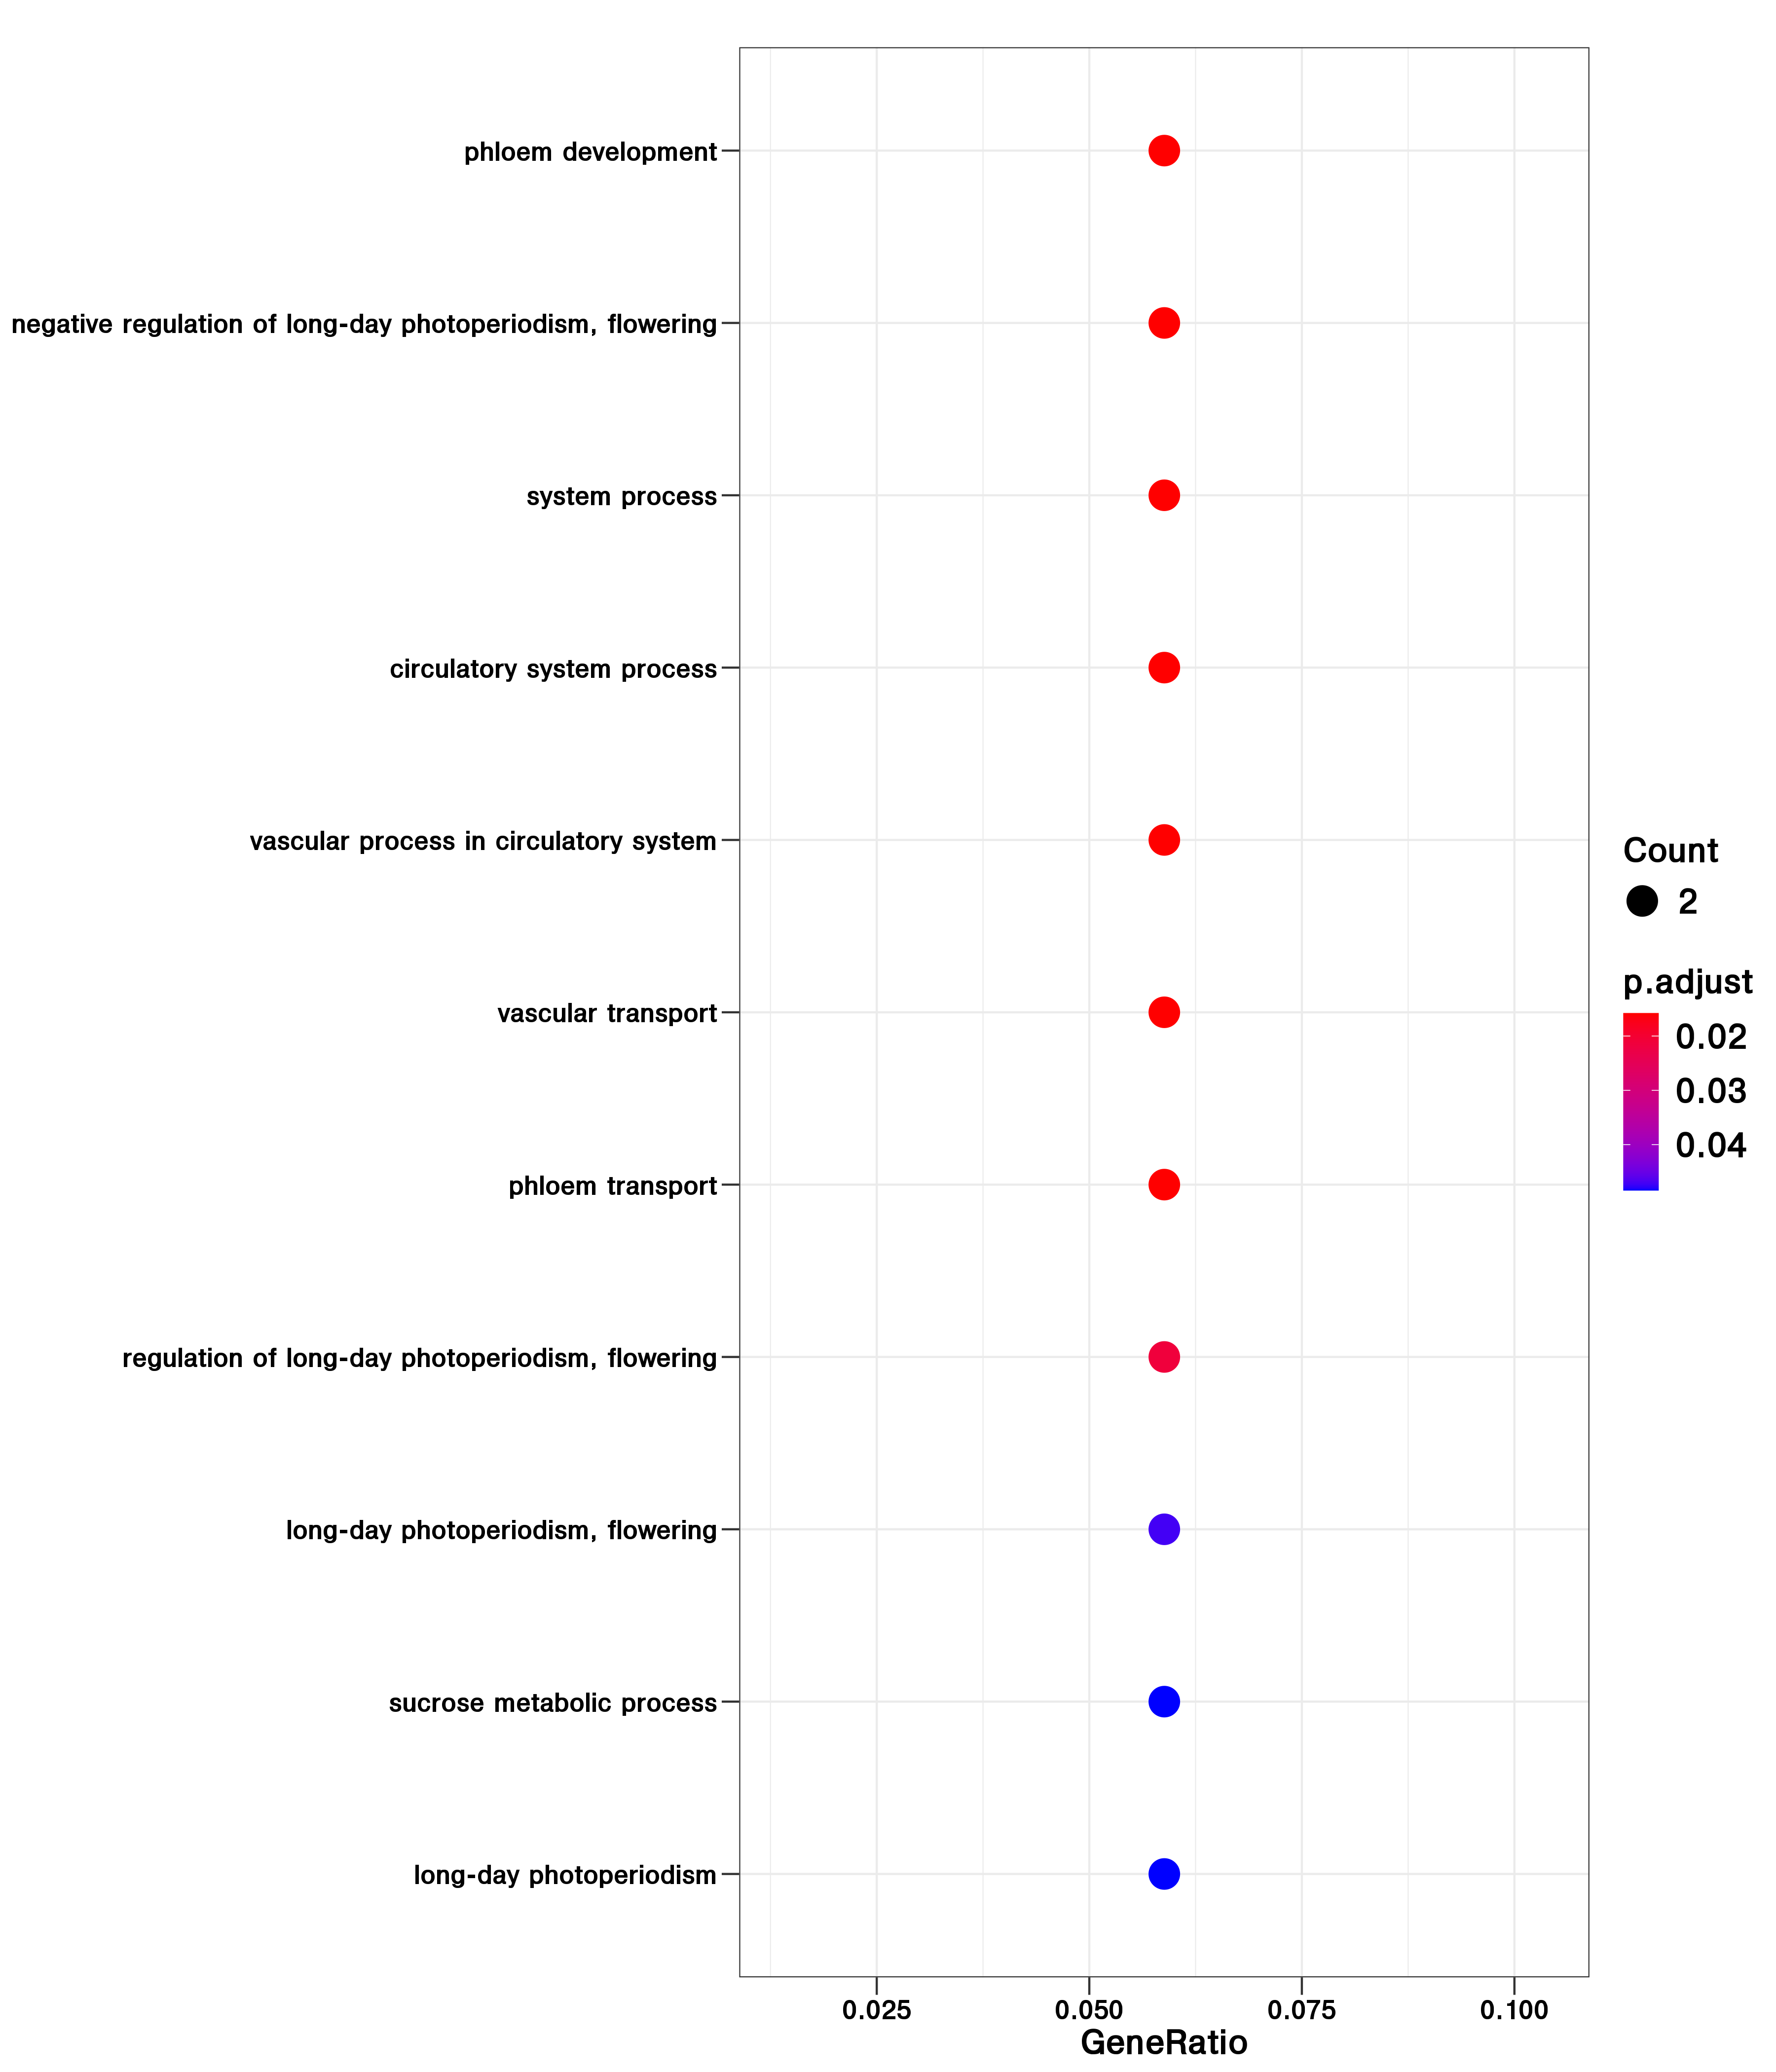 phloem development
negative regulation of long-day photoperiodism, flowering
system process
circulatory system process
vascular process in circulatory system
vascular transport
phloem transport
regulation of long-day photoperiodism, flowering
long-day photoperiodism, flowering
sucrose metabolic process
long-day photoperiodism
0.025 0.050 0.075 0.100
GeneRatio
Count
2
p.adjust
0.02
0.03
0.04